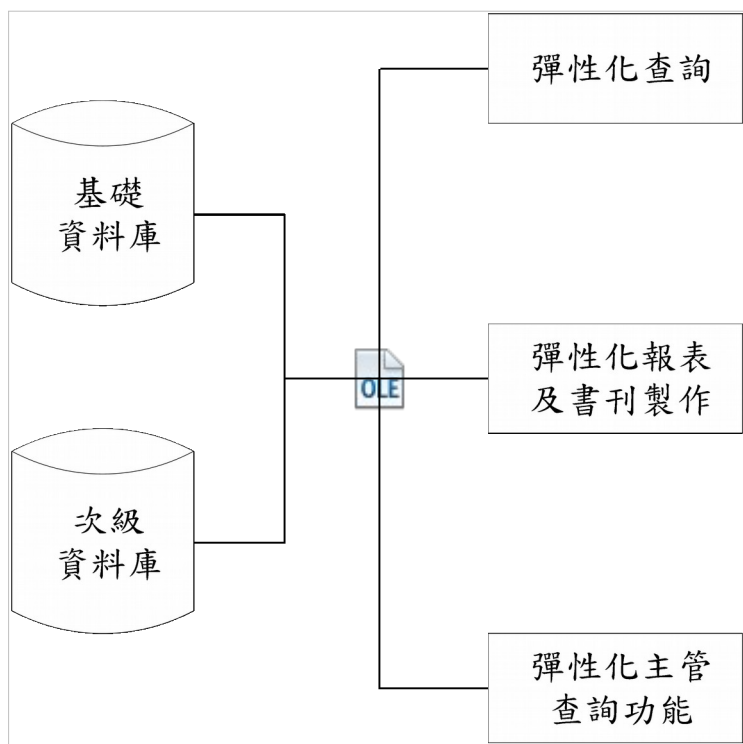 彈性化查詢
基礎
資料庫
OLE
彈性化報表
及書刊製作
次級
資料庫
彈性化主管
查詢功能